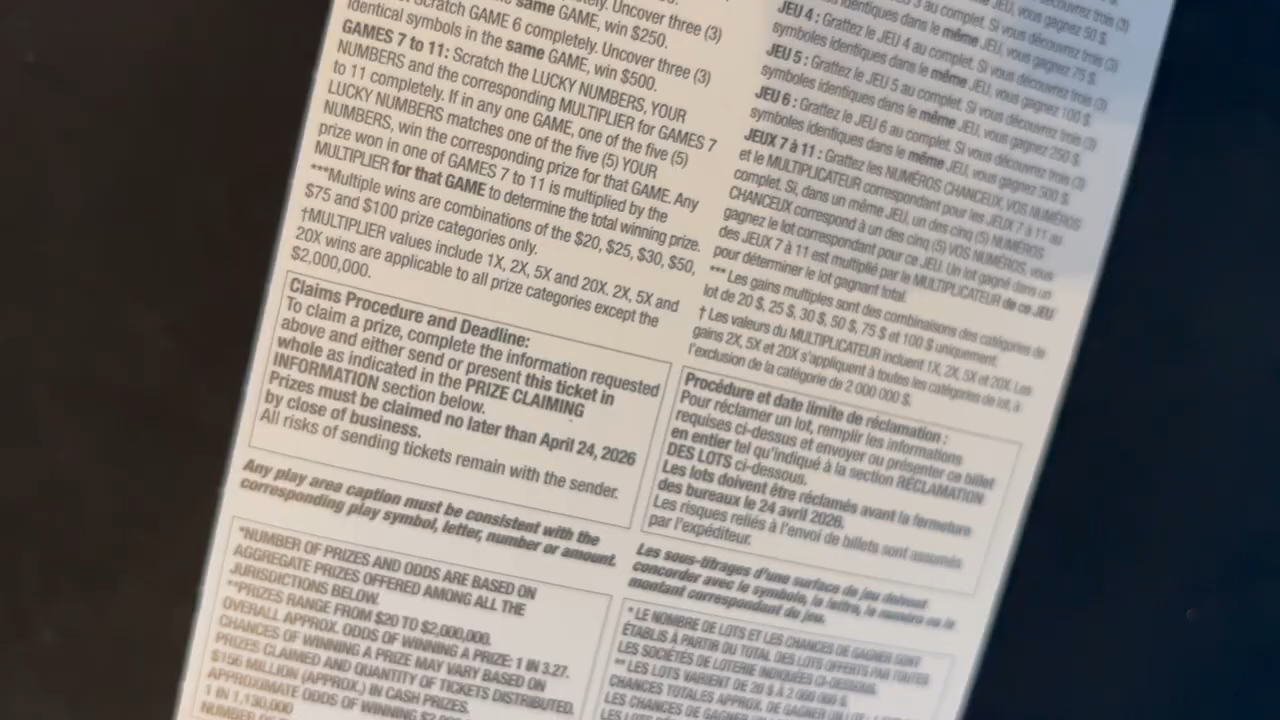 same GAME, win $250.
Scratch GAME 6 completely. Uncover three (3)
identical symbols in the same GAME, win $500.
GAMES 7 to 11: Scratch the LUCKY NUMBERS, YOUR
NUMBERS and the corresponding MULTIPLIER for GAMES 7
to 11 completely. If in any one GAME, one of the five (5)
LUCKY NUMBERS matches one of the five (5) YOUR
NUMBERS, win the corresponding prize for that GAME. Any
prize won in one of GAMES 7 to 11 is multiplied by the
MULTIPLIER for that GAME to determine the total winning prize.
***Multiple wins are combinations of the $20, $25, $30, $50,
$75 and $100 prize categories only.
†MULTIPLIER values include 1X, 2X, 5X and 20X. 2X, 5X and
20X wins are applicable to all prize categories except the
$2,000,000.
Claims Procedure and Deadline:
To claim a prize, complete the information requested
above and either send or present this ticket in
whole as indicated in the PRIZE CLAIMING
INFORMATION section below.
Prizes must be claimed no later than April 24, 2026
by close of business.
All risks of sending tickets remain with the sender.
Any play area caption must be consistent with the
corresponding play symbol, letter, number or amount.
*NUMBER OF PRIZES AND ODDS ARE BASED ON
AGGREGATE PRIZES OFFERED AMONG ALL THE
JURISDICTIONS BELOW.
**PRIZES RANGE FROM $20 TO $2,000,000.
OVERALL APPROX. ODDS OF WINNING A PRIZE: 1 IN 3.27.
CHANCES OF WINNING A PRIZE MAY VARY BASED ON
PRIZES CLAIMED AND QUANTITY OF TICKETS DISTRIBUTED.
$156 MILLION (APPROX.) IN CASH PRIZES.
APPROXIMATE ODDS OF WINNING
1 IN 1,130,000
symboles identiques dans le même JEU, vous gagnez 50 $.
JEU 4 : Grattez le JEU 4 au complet. Si vous découvrez trois (3)
symboles identiques dans le même JEU, vous gagnez 75 $.
JEU 5 : Grattez le JEU 5 au complet. Si vous découvrez trois (3)
symboles identiques dans le même JEU, vous gagnez 100 $.
JEU 6 : Grattez le JEU 6 au complet. Si vous découvrez trois (3)
symboles identiques dans le même JEU, vous gagnez 250 $.
JEUX 7 à 11 : Grattez les NUMÉROS CHANCEUX, VOS NUMÉROS
et le MULTIPLICATEUR correspondant pour les JEUX 7 à 11 au
complet. Si, dans un même JEU, un des cinq (5) NUMÉROS
CHANCEUX correspond à un des cinq (5) VOS NUMÉROS, vous
gagnez le lot correspondant pour ce JEU. Un lot gagné dans un
des JEUX 7 à 11 est multiplié par le MULTIPLICATEUR de ce JEU
pour déterminer le lot gagnant total.
*** Les gains multiples sont des combinaisons des catégories de
lot de 20 $, 25 $, 30 $, 50 $, 75 $ et 100 $ uniquement.
† Les valeurs du MULTIPLICATEUR incluent 1X, 2X, 5X et 20X. Les
gains 2X, 5X et 20X s'appliquent à toutes les catégories de lot, à
l'exclusion de la catégorie de 2 000 000 $.
Procédure et date limite de réclamation :
Pour réclamer un lot, remplir les informations
requises ci-dessus et envoyer ou présenter ce billet
en entier tel qu'indiqué à la section RÉCLAMATION
DES LOTS ci-dessous.
Les lots doivent être réclamés avant la fermeture
des bureaux le 24 avril 2026.
Les risques reliés à l'envoi de billets sont assumés
par l'expéditeur.
Les sous-titrages d'une surface de jeu doivent
concorder avec le symbole, la lettre, le numéro ou le
montant correspondant du jeu.
* LE NOMBRE DE LOTS ET LES CHANCES DE GAGNER SONT
ÉTABLIS À PARTIR DU TOTAL DES LOTS OFFERTS PAR TOUTES
LES SOCIÉTÉS DE LOTERIE INDIQUÉES CI-DESSOUS.
** LES LOTS VARIENT DE 20 $ À 2 000 000 $.
CHANCES TOTALES APPROX. DE GAGNER UN LOT :
LES CHANCES DE GAGNER